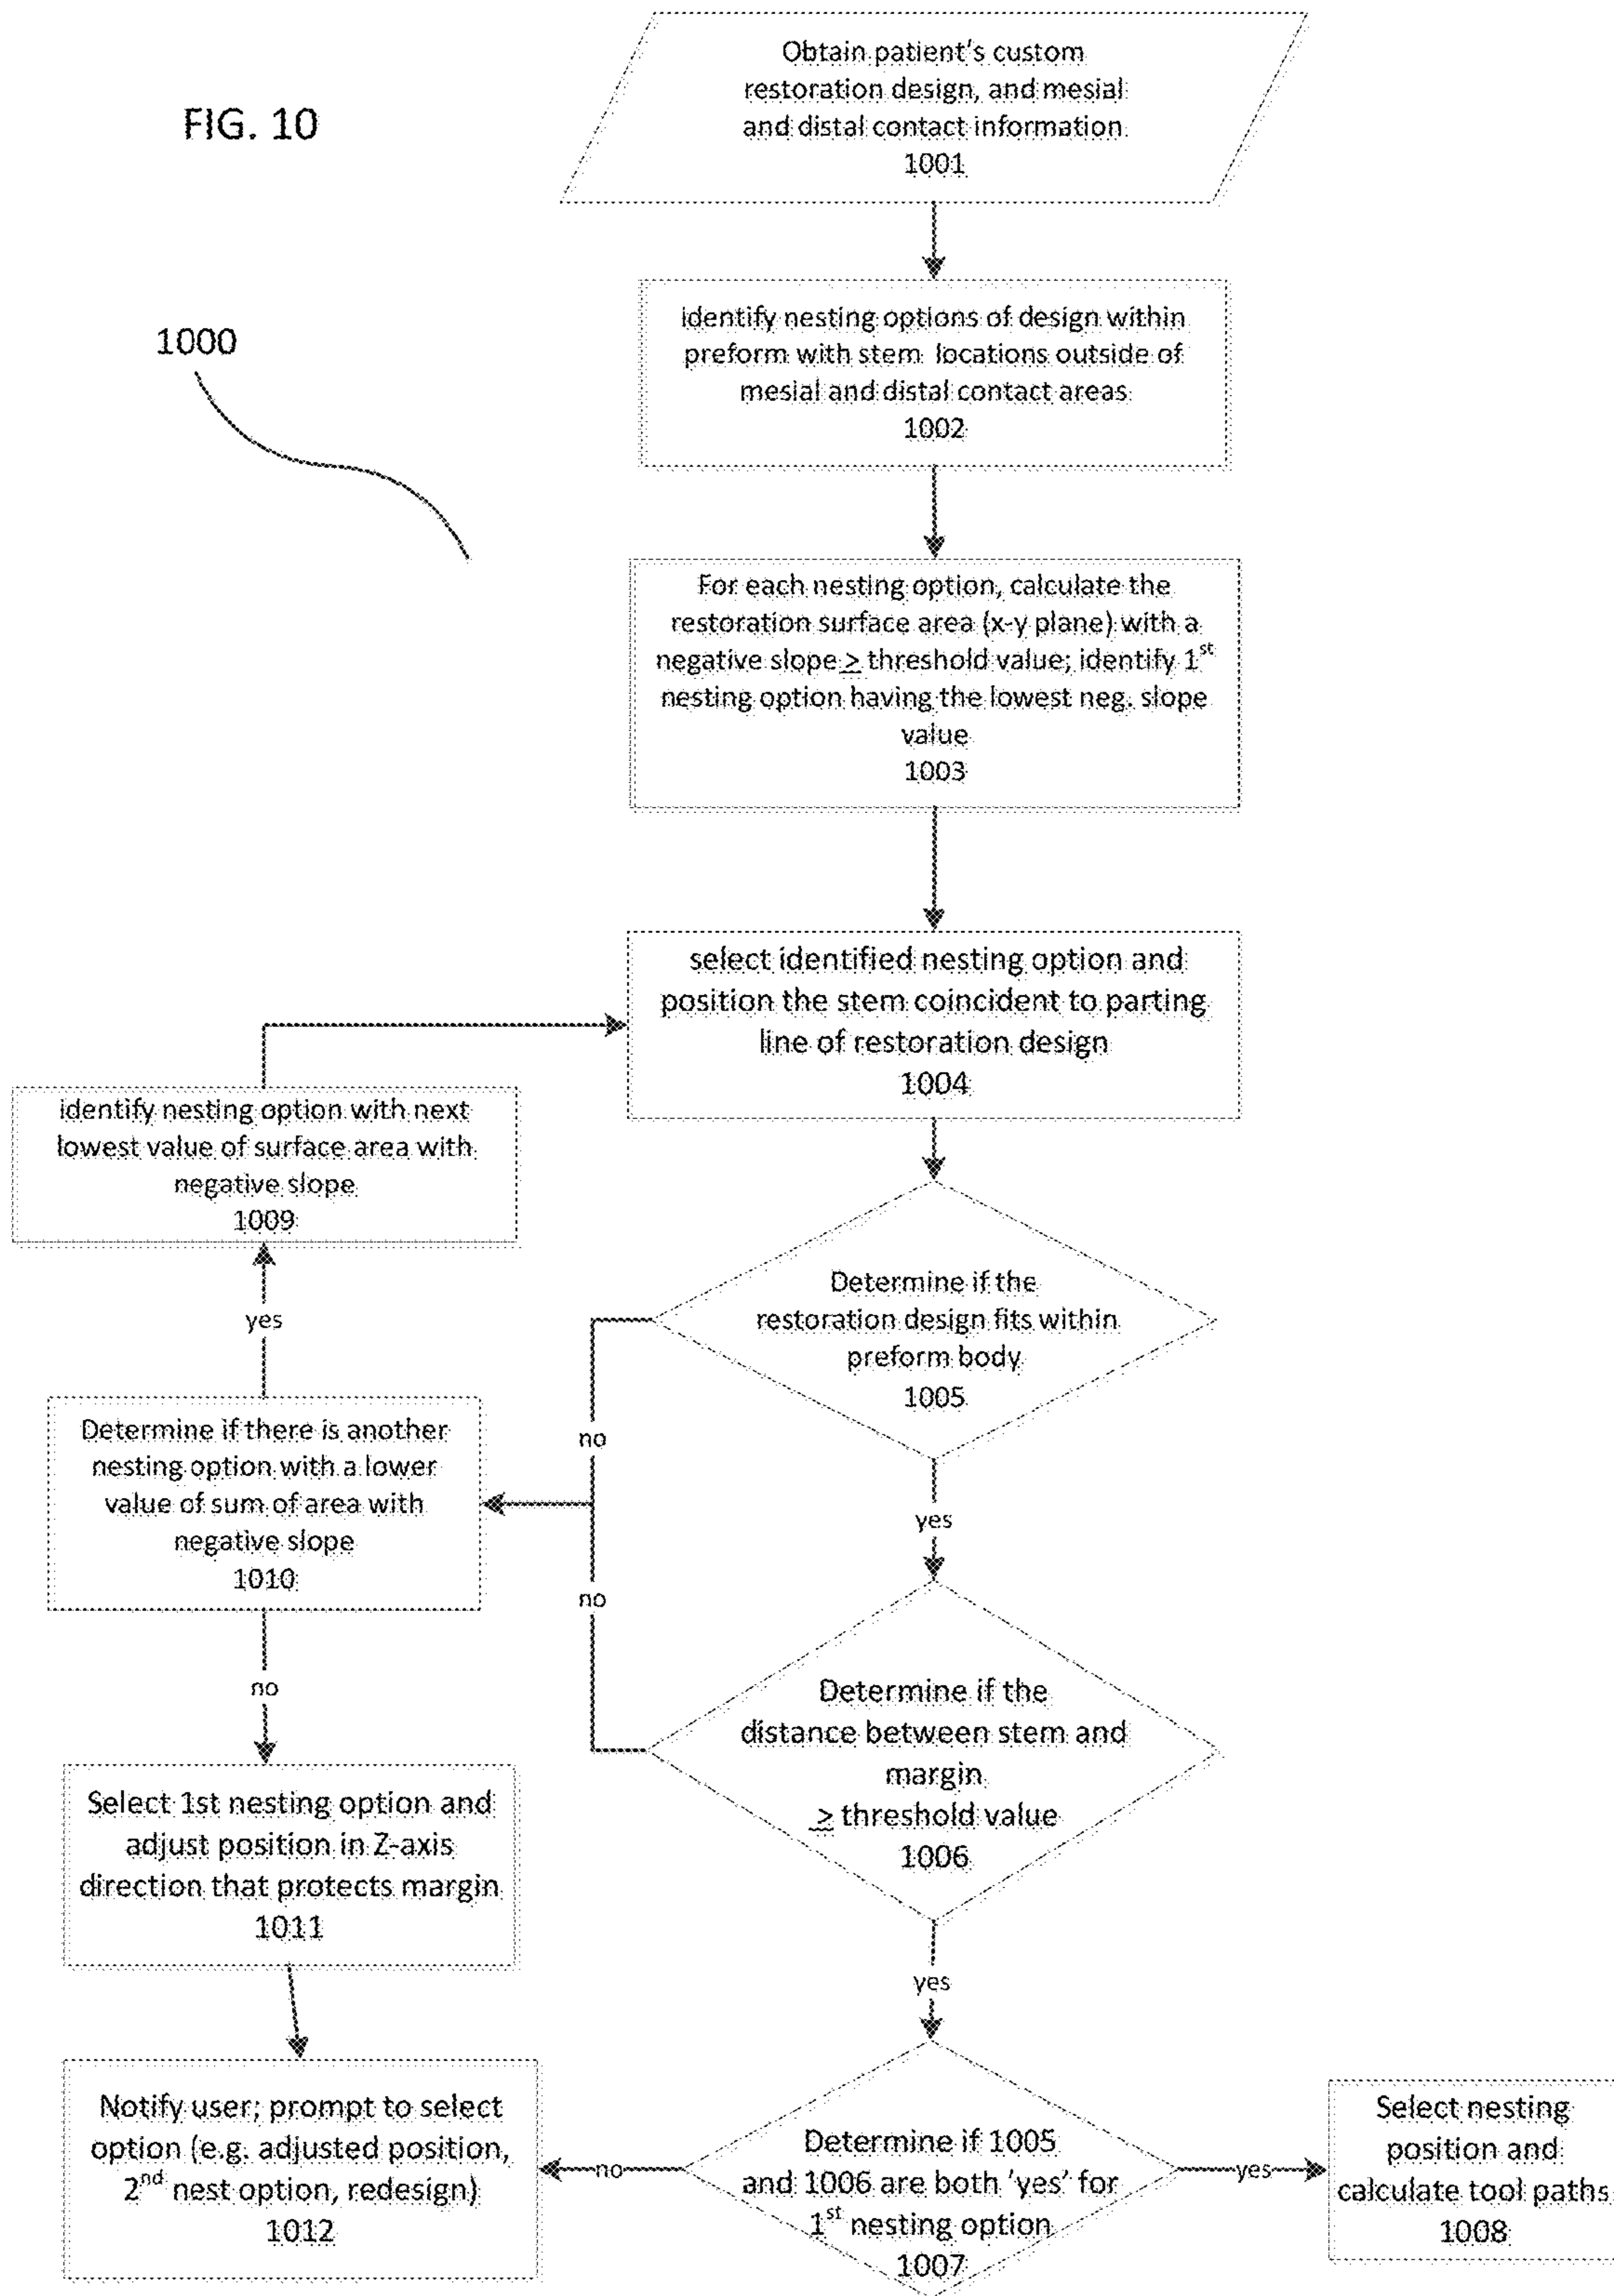 FIG. 10
Obtain patient's custom
restoration design, and mesial
and distal contact information
1001
1000
identify nesting options of design within
preform with stem locations outside of
mesial and distal contact areas
1002
For each nesting option, calculate the
restoration surface area (x-y plane) with a
negative slope ≥ threshold value; identify 1st
nesting option having the lowest neg. slope
value
1003
select identified nesting option and
position the stem coincident to parting
line of restoration design
1004
identify nesting option with next
lowest value of surface area with
negative slope
1009
yes
Determine if the
restoration design fits within
preform body
1005
no
Determine if there is another
nesting option with a lower
value of sum of area with
negative slope
1010
yes
no
no
Determine if the
distance between stem and
margin
≥ threshold value
1006
Select 1st nesting option and
adjust position in Z-axis
direction that protects margin
1011
yes
Notify user; prompt to select
option (e.g. adjusted position,
2nd nest option, redesign)
1012
no
Determine if 1005
and 1006 are both 'yes' for
1st nesting option
1007
yes
Select nesting
position and
calculate tool paths
1008